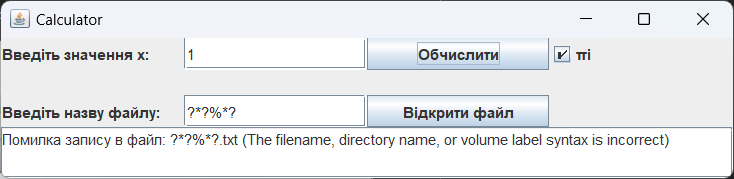 Calculator
Введіть значення x: 1 Обчислити πі
Введіть назву файлу: ?*?%*? Відкрити файл
Помилка запису в файл: ?*?%*?.txt (The filename, directory name, or volume label syntax is incorrect)